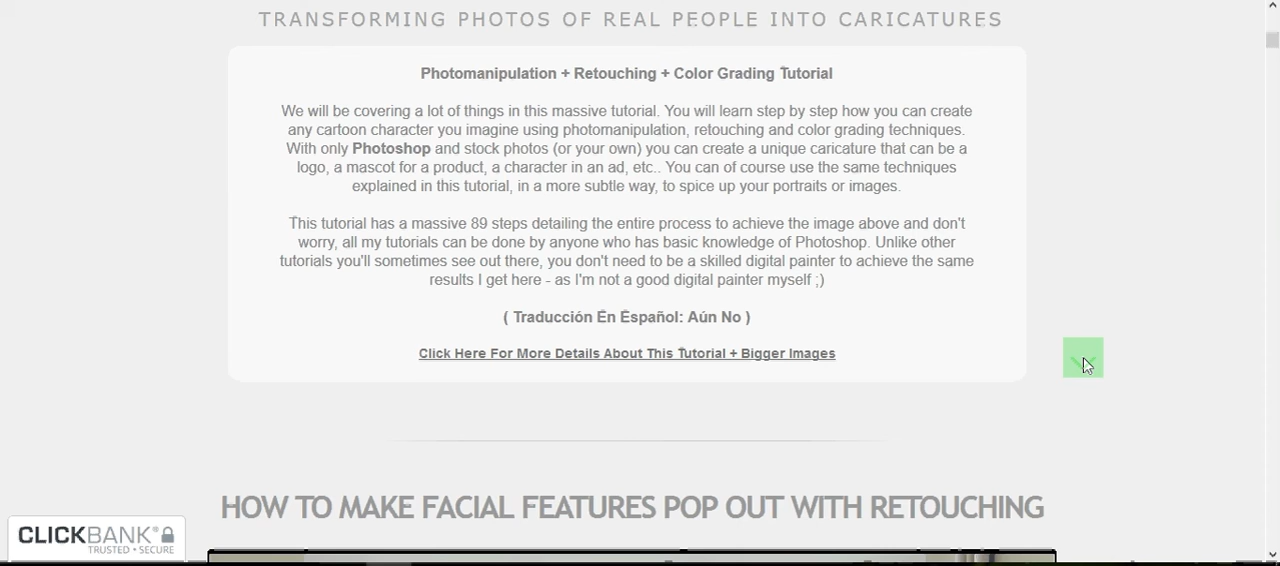 TRANSFORMING PHOTOS OF REAL PEOPLE INTO CARICATURES
Photomanipulation + Retouching + Color Grading Tutorial
We will be covering a lot of things in this massive tutorial. You will learn step by step how you can create
any cartoon character you imagine using photomanipulation, retouching and color grading techniques.
With only Photoshop and stock photos (or your own) you can create a unique caricature that can be a
logo, a mascot for a product, a character in an ad, etc.. You can of course use the same techniques
explained in this tutorial, in a more subtle way, to spice up your portraits or images.
This tutorial has a massive 89 steps detailing the entire process to achieve the image above and don't
worry, all my tutorials can be done by anyone who has basic knowledge of Photoshop. Unlike other
tutorials you'll sometimes see out there, you don't need to be a skilled digital painter to achieve the same
results I get here - as I'm not a good digital painter myself ;)
( Traducción En Español: Aún No )
Click Here For More Details About This Tutorial + Bigger Images
HOW TO MAKE FACIAL FEATURES POP OUT WITH RETOUCHING
CLICKBANK®
TRUSTED • SECURE